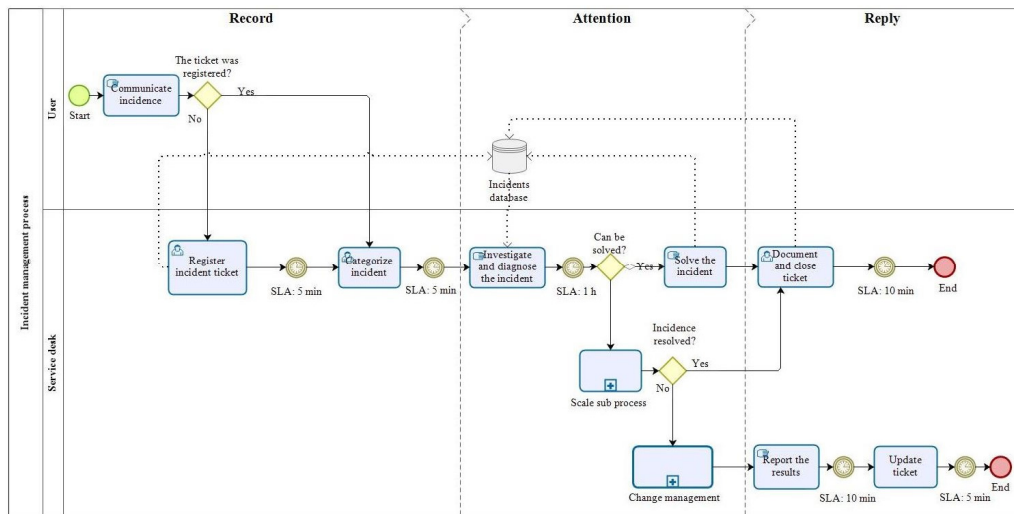 Record
Attention
Reply
Incident management process
User
Service desk
Start
Communicate
incidence
The ticket was
registered?
Yes
No
Incidents
database
Register
incident ticket
SLA: 5 min
Categorize
incident
SLA: 5 min
Investigate
and diagnose
the incident
SLA: 1 h
Can be
solved?
Yes
Solve the
incident
Document
and close
ticket
SLA: 10 min
End
Scale sub process
Incidence
resolved?
Yes
No
Change management
Report the
results
SLA: 10 min
Update
ticket
SLA: 5 min
End